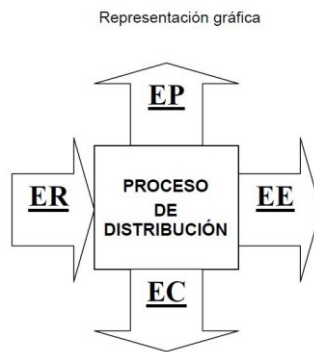 Representación gráfica
EP
ER
PROCESO
DE
DISTRIBUCIÓN
EE
EC